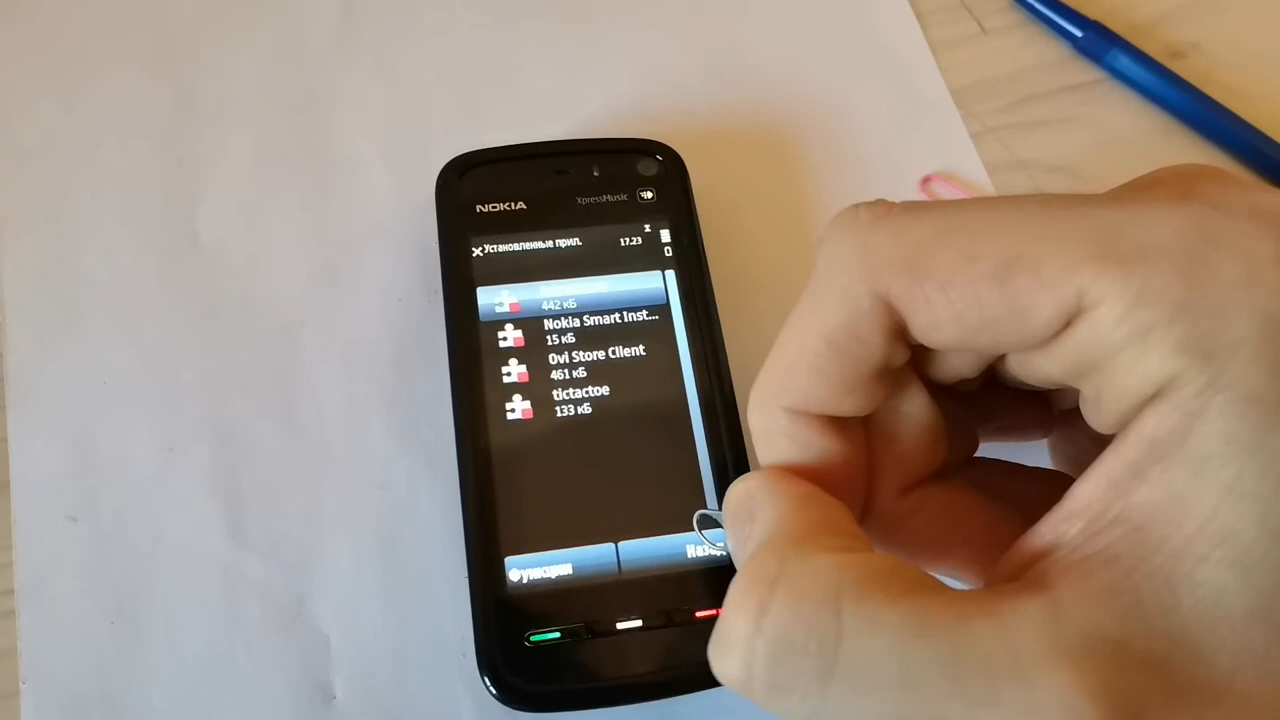 NOKIA
XpressMusic
Установленные прил.
17.23
442 кБ
Nokia Smart Inst...
15 кБ
Ovi Store Client
461 кБ
tictactoe
133 кБ
Функции